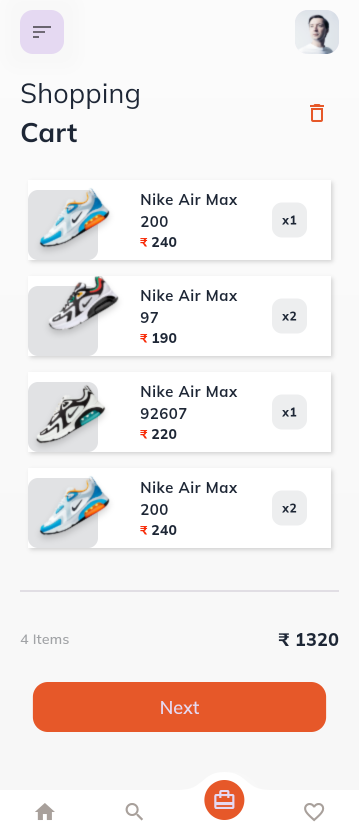 Shopping
Cart
Nike Air Max
200
₹ 240
x1
Nike Air Max
97
₹ 190
x2
Nike Air Max
92607
₹ 220
x1
Nike Air Max
200
₹ 240
x2
4 Items
₹ 1320
Next